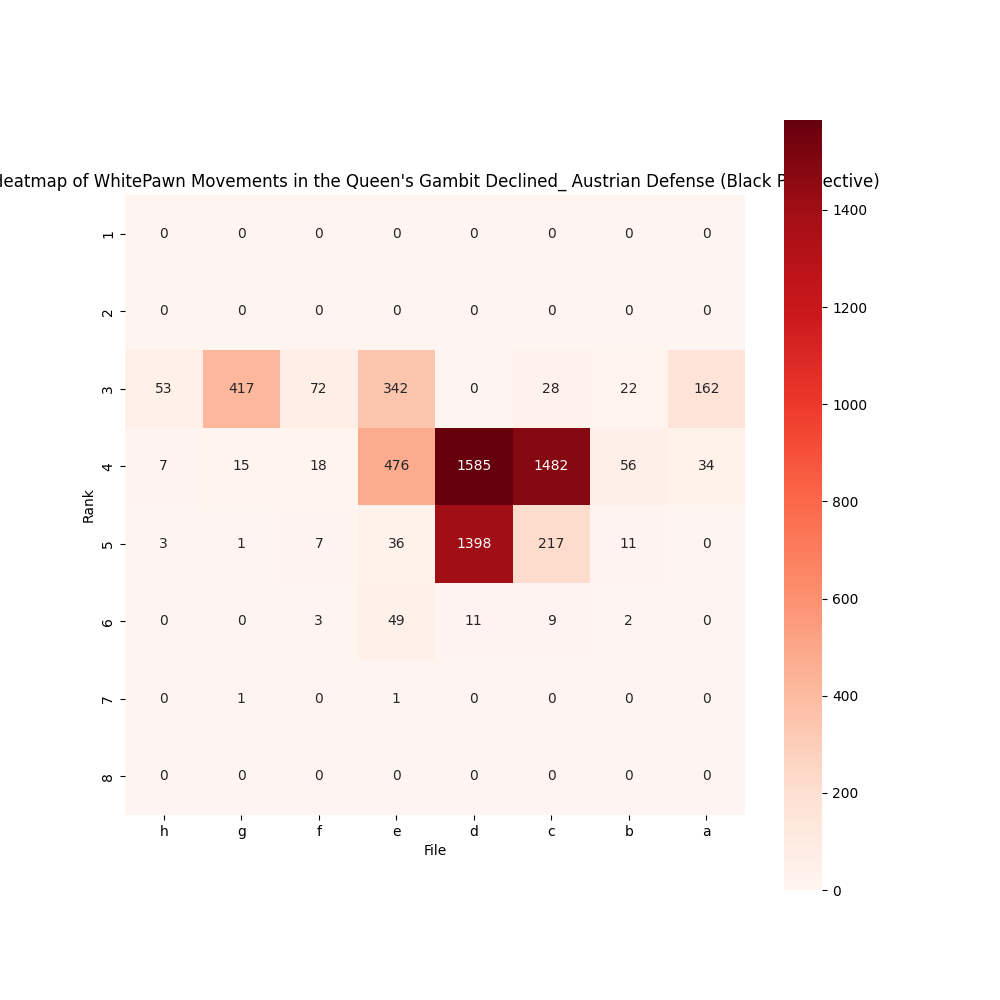 Heatmap of WhitePawn Movements in the Queen's Gambit Declined_ Austrian Defense (Black Perspective)
1 0 0 0 0 0 0 0 0
2 0 0 0 0 0 0 0 0
3 53 417 72 342 0 28 22 162
4 7 15 18 476 1585 1482 56 34
5 3 1 7 36 1398 217 11 0
6 0 0 3 49 11 9 2 0
7 0 1 0 1 0 0 0 0
8 0 0 0 0 0 0 0 0
h g f e d c b a
File
Rank
1400
1200
1000
800
600
400
200
0